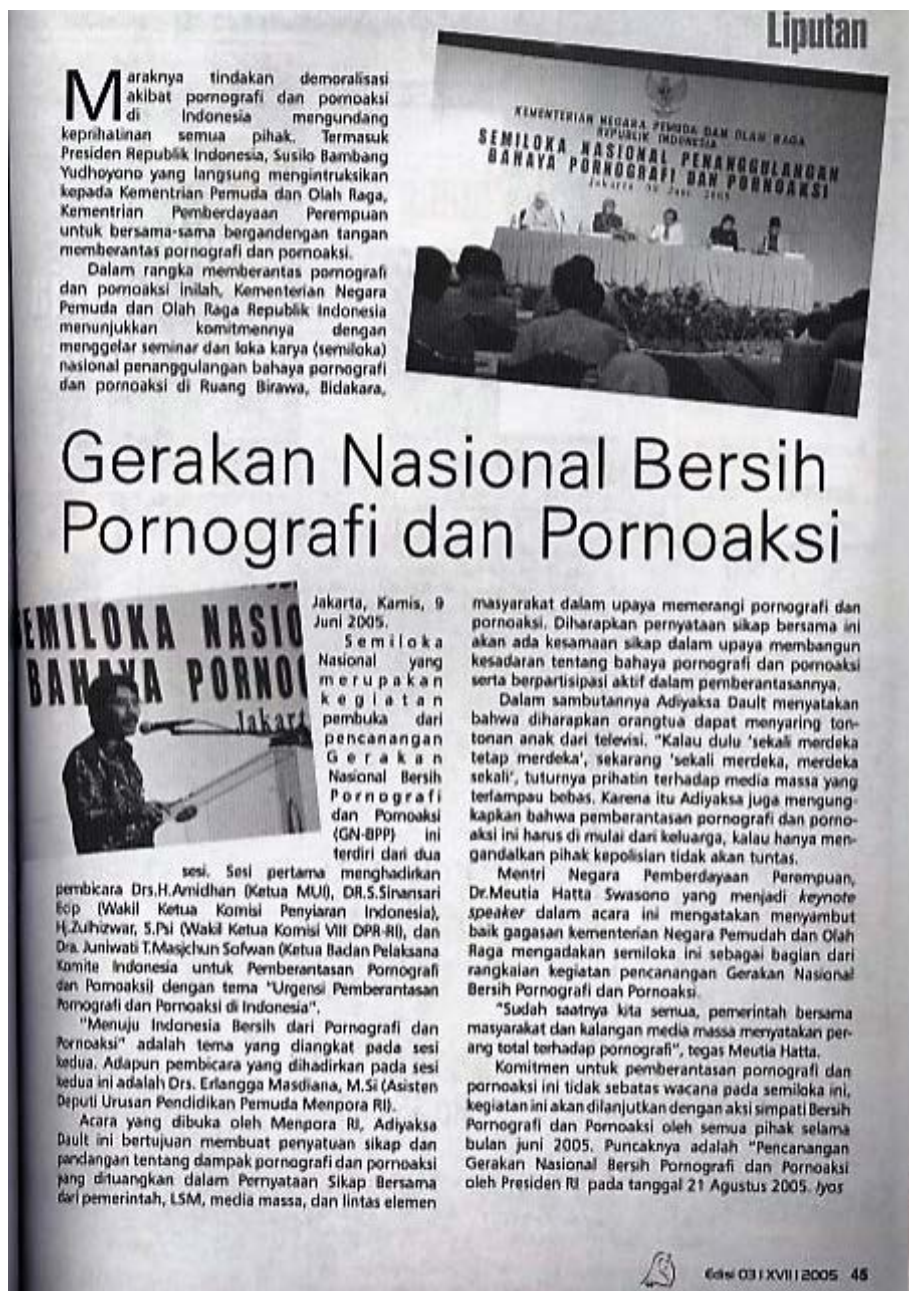 Liputan
Maraknya tindakan demoralisasi
akibat pornografi dan pornoaksi
di Indonesia mengundang
keprihatinan semua pihak. Termasuk
Presiden Republik Indonesia, Susilo Bambang
Yudhoyono yang langsung mengintruksikan
kepada Kementrian Pemuda dan Olah Raga,
Kementrian Pemberdayaan Perempuan
untuk bersama-sama bergandengan tangan
memberantas pornografi dan pornoaksi.
Dalam rangka memberantas pornografi
dan pornoaksi inilah, Kementerian Negara
Pemuda dan Olah Raga Republik Indonesia
menunjukkan komitmennya dengan
menggelar seminar dan loka karya (semiloka)
nasional penanggulangan bahaya pornografi
dan pornoaksi di Ruang Birawa, Bidakara,
KEMENTERIAN NEGARA PEMUDA DAN OLAH RAGA
REPUBLIK INDONESIA
SEMILOKA NASIONAL PENANGGULANGAN
BAHAYA PORNOGRAFI DAN PORNOAKSI
Jakarta
Gerakan Nasional Bersih
Pornografi dan Pornoaksi
SEMILOKA NASIO
BAHAYA PORNO
Jakart
Jakarta, Kamis, 9
Juni 2005.
Semiloka
Nasional yang
merupakan
kegiatan
pembuka dari
pencanangan
Gerakan
Nasional Bersih
Pornografi
dan Pornoaksi
(GN-BPP) ini
terdiri dari dua
sesi. Sesi pertama menghadirkan
pembicara Drs.H.Amidhan (Ketua MUI), DR.S.Sinansari
Ecip (Wakil Ketua Komisi Penyiaran Indonesia),
Hj.Zulhizwar, S.Psi (Wakil Ketua Komisi VIII DPR-RI), dan
Dra. Juniwati T.Masjchun Sofwan (Ketua Badan Pelaksana
Komite Indonesia untuk Pemberantasan Pornografi
dan Pornoaksi) dengan tema "Urgensi Pemberantasan
Pornografi dan Pornoaksi di Indonesia".
"Menuju Indonesia Bersih dari Pornografi dan
Pornoaksi" adalah tema yang diangkat pada sesi
kedua. Adapun pembicara yang dihadirkan pada sesi
kedua ini adalah Drs. Erlangga Masdiana, M.Si (Asisten
Deputi Urusan Pendidikan Pemuda Menpora RI).
Acara yang dibuka oleh Menpora RI, Adiyaksa
Dault ini bertujuan membuat penyatuan sikap dan
pandangan tentang dampak pornografi dan pornoaksi
yang dituangkan dalam Pernyataan Sikap Bersama
dari pemerintah, LSM, media massa, dan lintas elemen
masyarakat dalam upaya memerangi pornografi dan
pornoaksi. Diharapkan pernyataan sikap bersama ini
akan ada kesamaan sikap dalam upaya membangun
kesadaran tentang bahaya pornografi dan pornoaksi
serta berpartisipasi aktif dalam pemberantasannya.
Dalam sambutannya Adiyaksa Dault menyatakan
bahwa diharapkan orangtua dapat menyaring ton-
tonan anak dari televisi. "Kalau dulu 'sekali merdeka
tetap merdeka', sekarang 'sekali merdeka, merdeka
sekali', tuturnya prihatin terhadap media massa yang
terlampau bebas. Karena itu Adiyaksa juga mengung-
kapkan bahwa pemberantasan pornografi dan porno-
aksi ini harus di mulai dari keluarga, kalau hanya men-
gandalkan pihak kepolisian tidak akan tuntas.
Mentri Negara Pemberdayaan Perempuan,
Dr.Meutia Hatta Swasono yang menjadi keynote
speaker dalam acara ini mengatakan menyambut
baik gagasan kementerian Negara Pemudah dan Olah
Raga mengadakan semiloka ini sebagai bagian dari
rangkaian kegiatan pencanangan Gerakan Nasional
Bersih Pornografi dan Pornoaksi.
"Sudah saatnya kita semua, pemerintah bersama
masyarakat dan kalangan media massa menyatakan per-
ang total terhadap pornografi", tegas Meutia Hatta.
Komitmen untuk pemberantasan pornografi dan
pornoaksi ini tidak sebatas wacana pada semiloka ini,
kegiatan ini akan dilanjutkan dengan aksi simpati Bersih
Pornografi dan Pornoaksi oleh semua pihak selama
bulan juni 2005. Puncaknya adalah "Pencanangan
Gerakan Nasional Bersih Pornografi dan Pornoaksi
oleh Presiden RI pada tanggal 21 Agustus 2005. Iyos
Edisi 03 I XVII I 2005 45